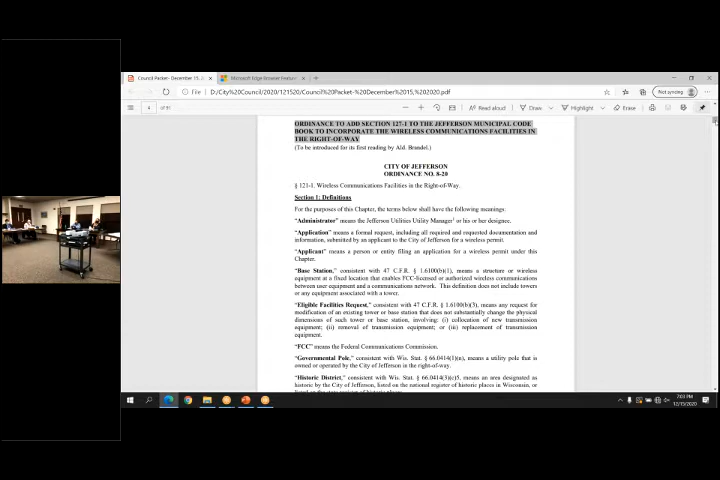 Council Packet- December 15, 2
Microsoft Edge Browser Featur
File
D:/City%20Council/2020/121520/Council%20Packet-%20December%2015,%202020.pdf
Not syncing
of 91
Read aloud
Draw
Highlight
Erase
ORDINANCE TO ADD SECTION 127-1 TO THE JEFFERSON MUNICIPAL CODE
BOOK TO INCORPORATE THE WIRELESS COMMUNICATIONS FACILITIES IN
THE RIGHT-OF-WAY
(To be introduced for its first reading by Ald. Brandel.)
CITY OF JEFFERSON
ORDINANCE NO. 8-20
§ 121-1. Wireless Communications Facilities in the Right-of-Way.
Section 1: Definitions
For the purposes of this Chapter, the terms below shall have the following meanings:
“Administrator” means the Jefferson Utilities Utility Manager¹ or his or her designee.
“Application” means a formal request, including all required and requested documentation and
information, submitted by an applicant to the City of Jefferson for a wireless permit.
“Applicant” means a person or entity filing an application for a wireless permit under this
Chapter.
“Base Station,” consistent with 47 C.F.R. § 1.6100(b)(1), means a structure or wireless
equipment at a fixed location that enables FCC-licensed or authorized wireless communications
between user equipment and a communications network. This definition does not include towers
or any equipment associated with a tower.
“Eligible Facilities Request,” consistent with 47 C.F.R. § 1.6100(b)(3), means any request for
modification of an existing tower or base station that does not substantially change the physical
dimensions of such tower or base station, involving: (i) collocation of new transmission
equipment; (ii) removal of transmission equipment; or (iii) replacement of transmission
equipment.
“FCC” means the Federal Communications Commission.
“Governmental Pole,” consistent with Wis. Stat. § 66.0414(1)(n), means a utility pole that is
owned or operated by the City of Jefferson in the right-of-way.
“Historic District,” consistent with Wis. Stat. § 66.0414(3)(c)5, means an area designated as
historic by the City of Jefferson, listed on the national register of historic places in Wisconsin, or
7:03 PM
12/15/2020